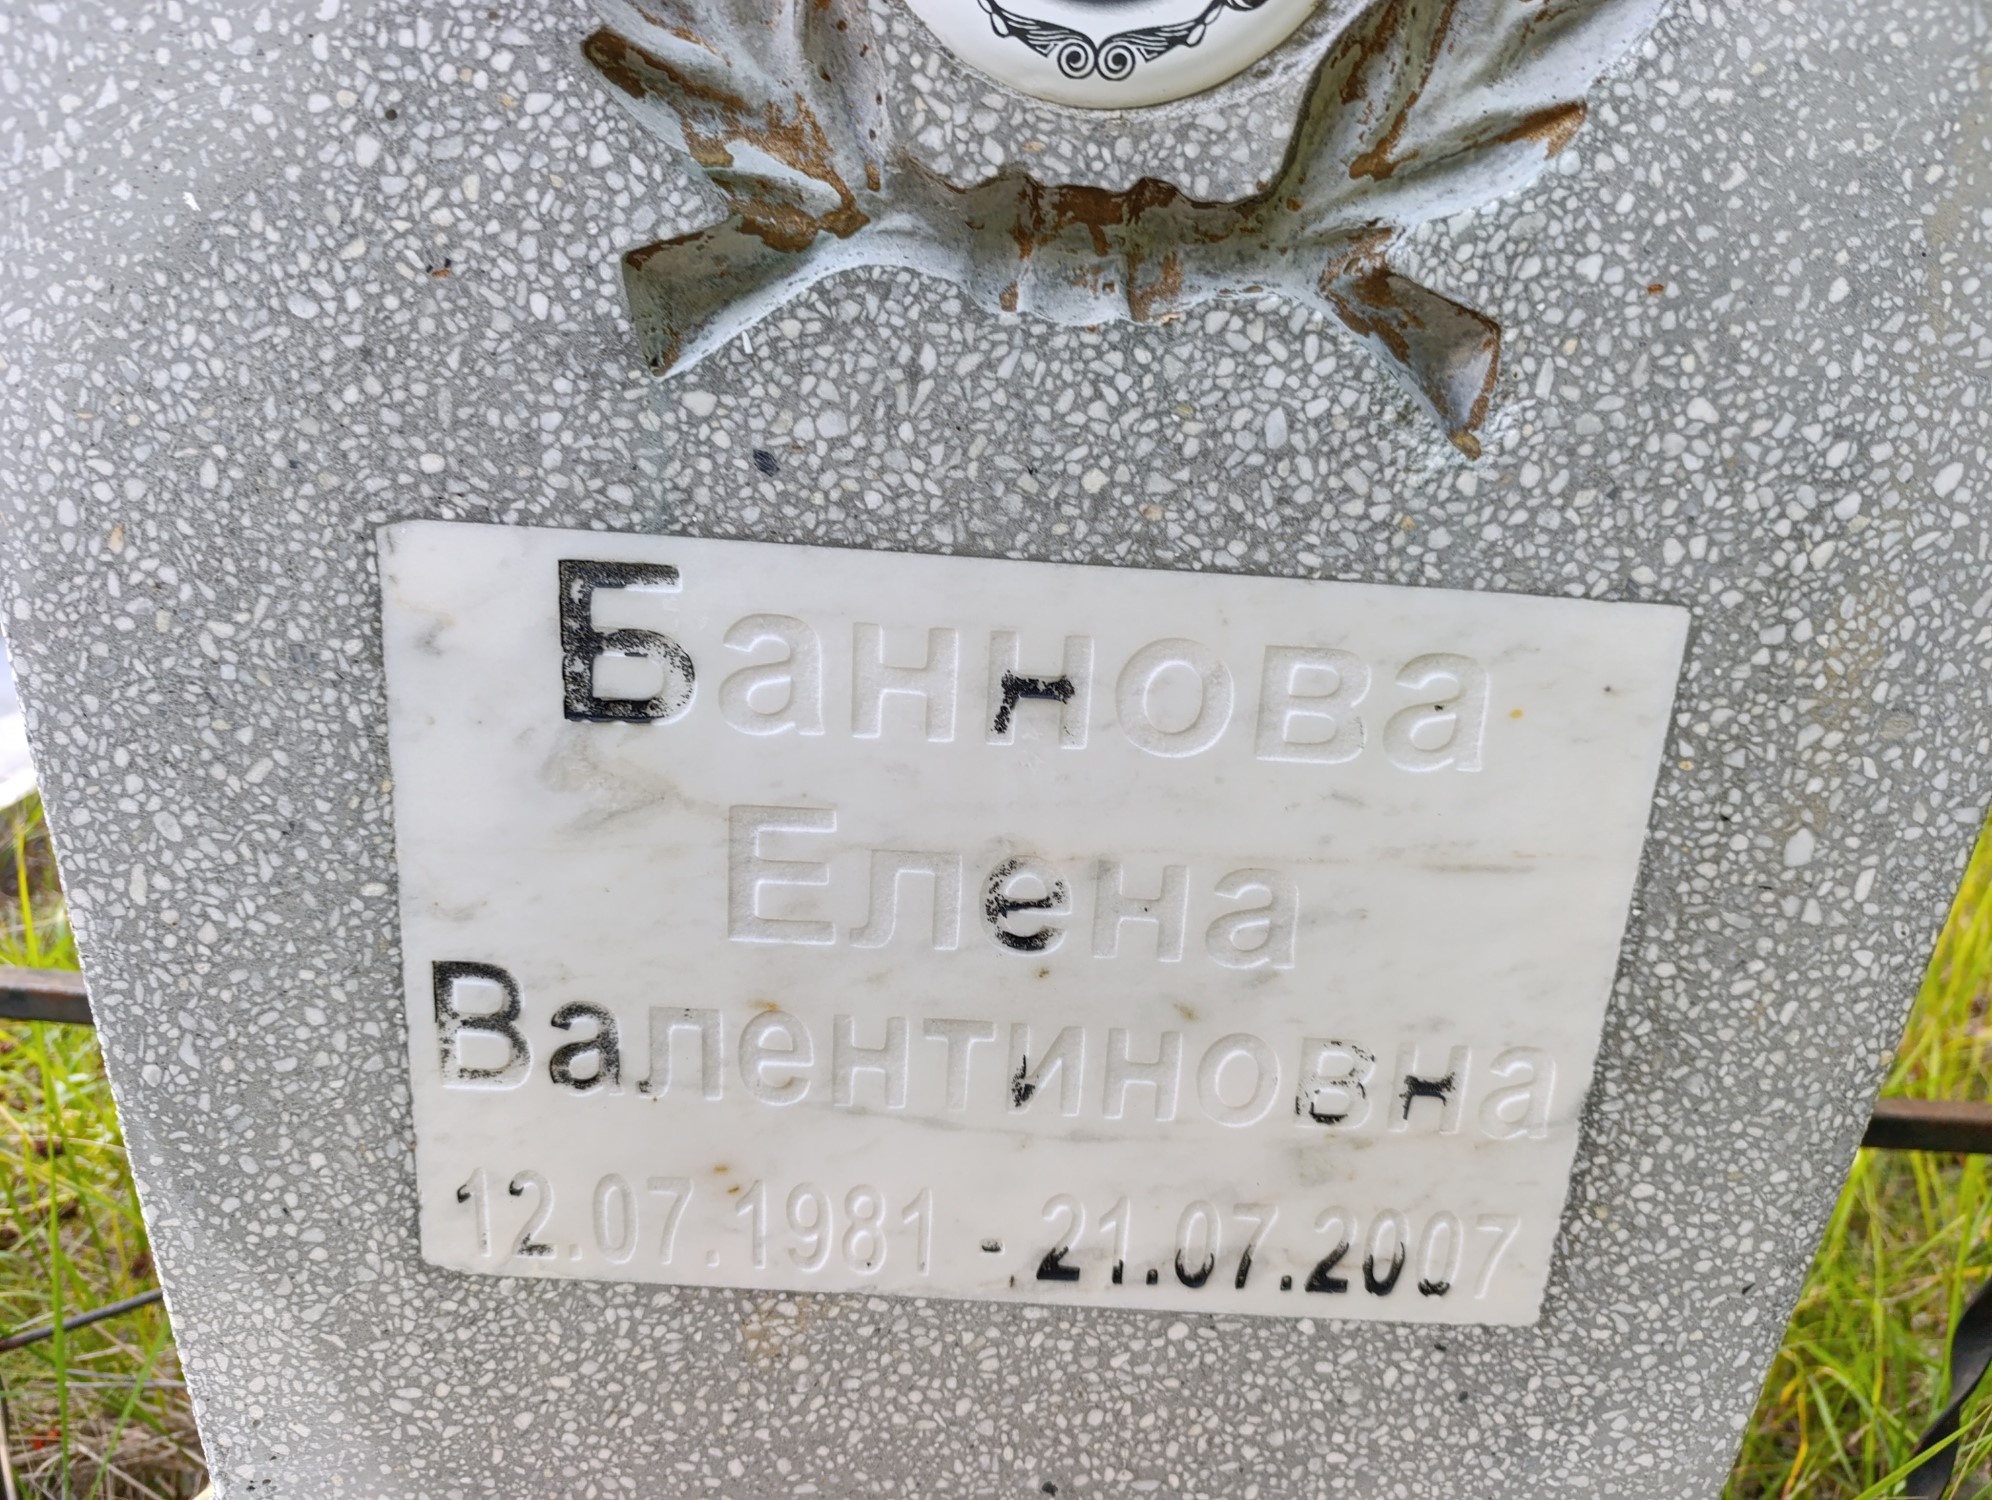 Баннова
Елена
Валентиновна
12.07.1981 - 21.07.2007